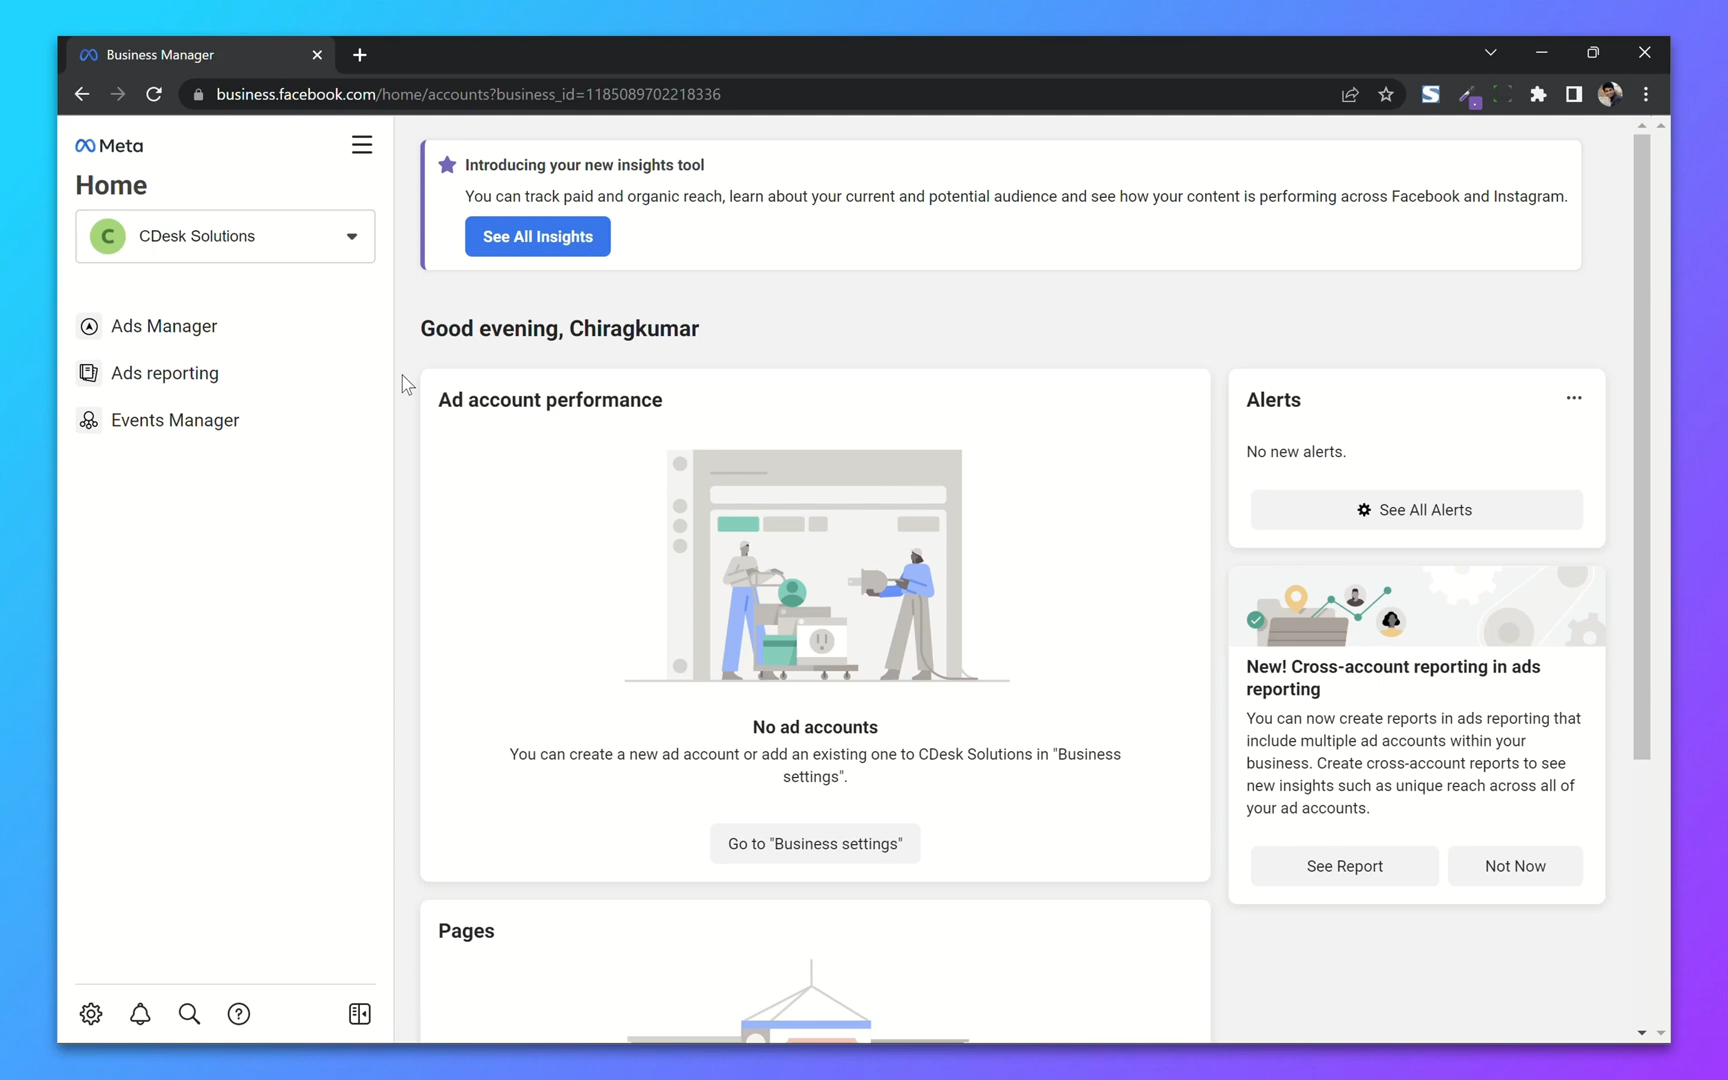 Business Manager
business.facebook.com/home/accounts?business_id=1185089702218336
Meta
Home
C
CDesk Solutions
Ads Manager
Ads reporting
Events Manager
Introducing your new insights tool
You can track paid and organic reach, learn about your current and potential audience and see how your content is performing across Facebook and Instagram.
See All Insights
Good evening, Chiragkumar
Ad account performance
No ad accounts
You can create a new ad account or add an existing one to CDesk Solutions in "Business
settings".
Go to "Business settings"
Pages
Alerts
No new alerts.
See All Alerts
New! Cross-account reporting in ads
reporting
You can now create reports in ads reporting that
include multiple ad accounts within your
business. Create cross-account reports to see
new insights such as unique reach across all of
your ad accounts.
See Report
Not Now